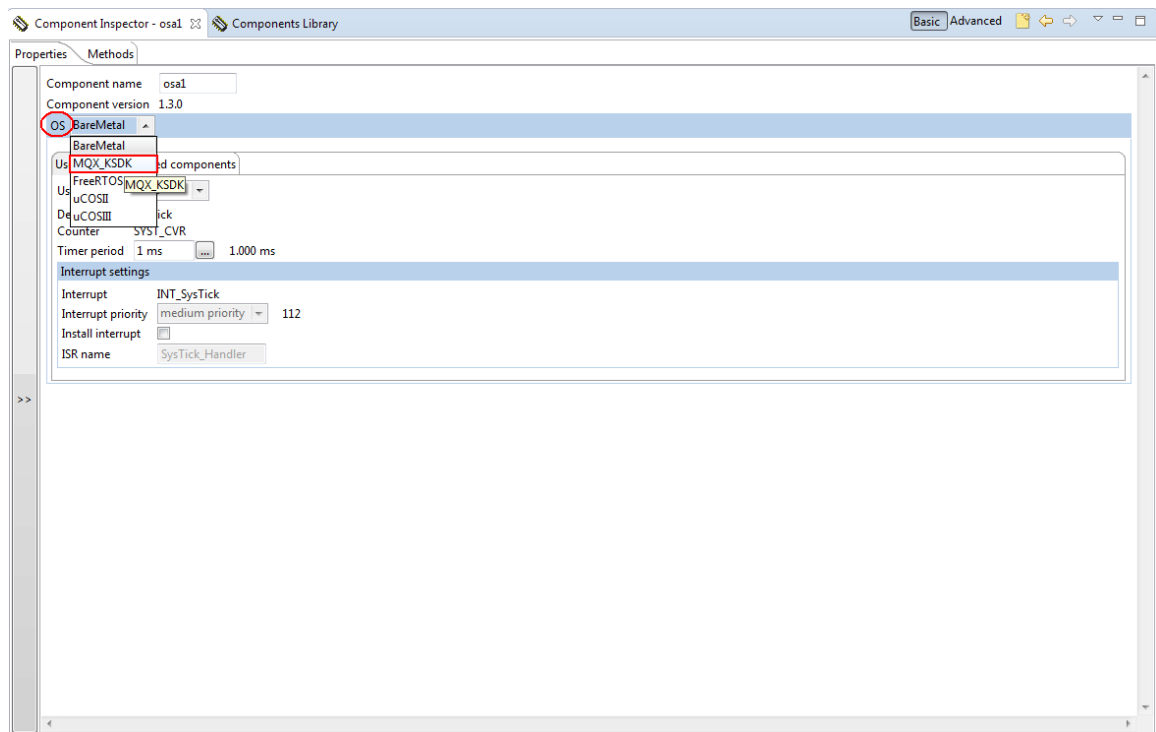 Component Inspector - osa1 Components Library Basic Advanced
Properties Methods
Component name osa1
Component version 1.3.0
OS BareMetal
BareMetal
Us MQX_KSDK ed components
FreeRTOS MQX_KSDK
Us uCOSII
De uCOSIII ick
Counter SYST_CVR
Timer period 1 ms ... 1.000 ms
Interrupt settings
Interrupt INT_SysTick
Interrupt priority medium priority 112
Install interrupt
ISR name SysTick_Handler
>>